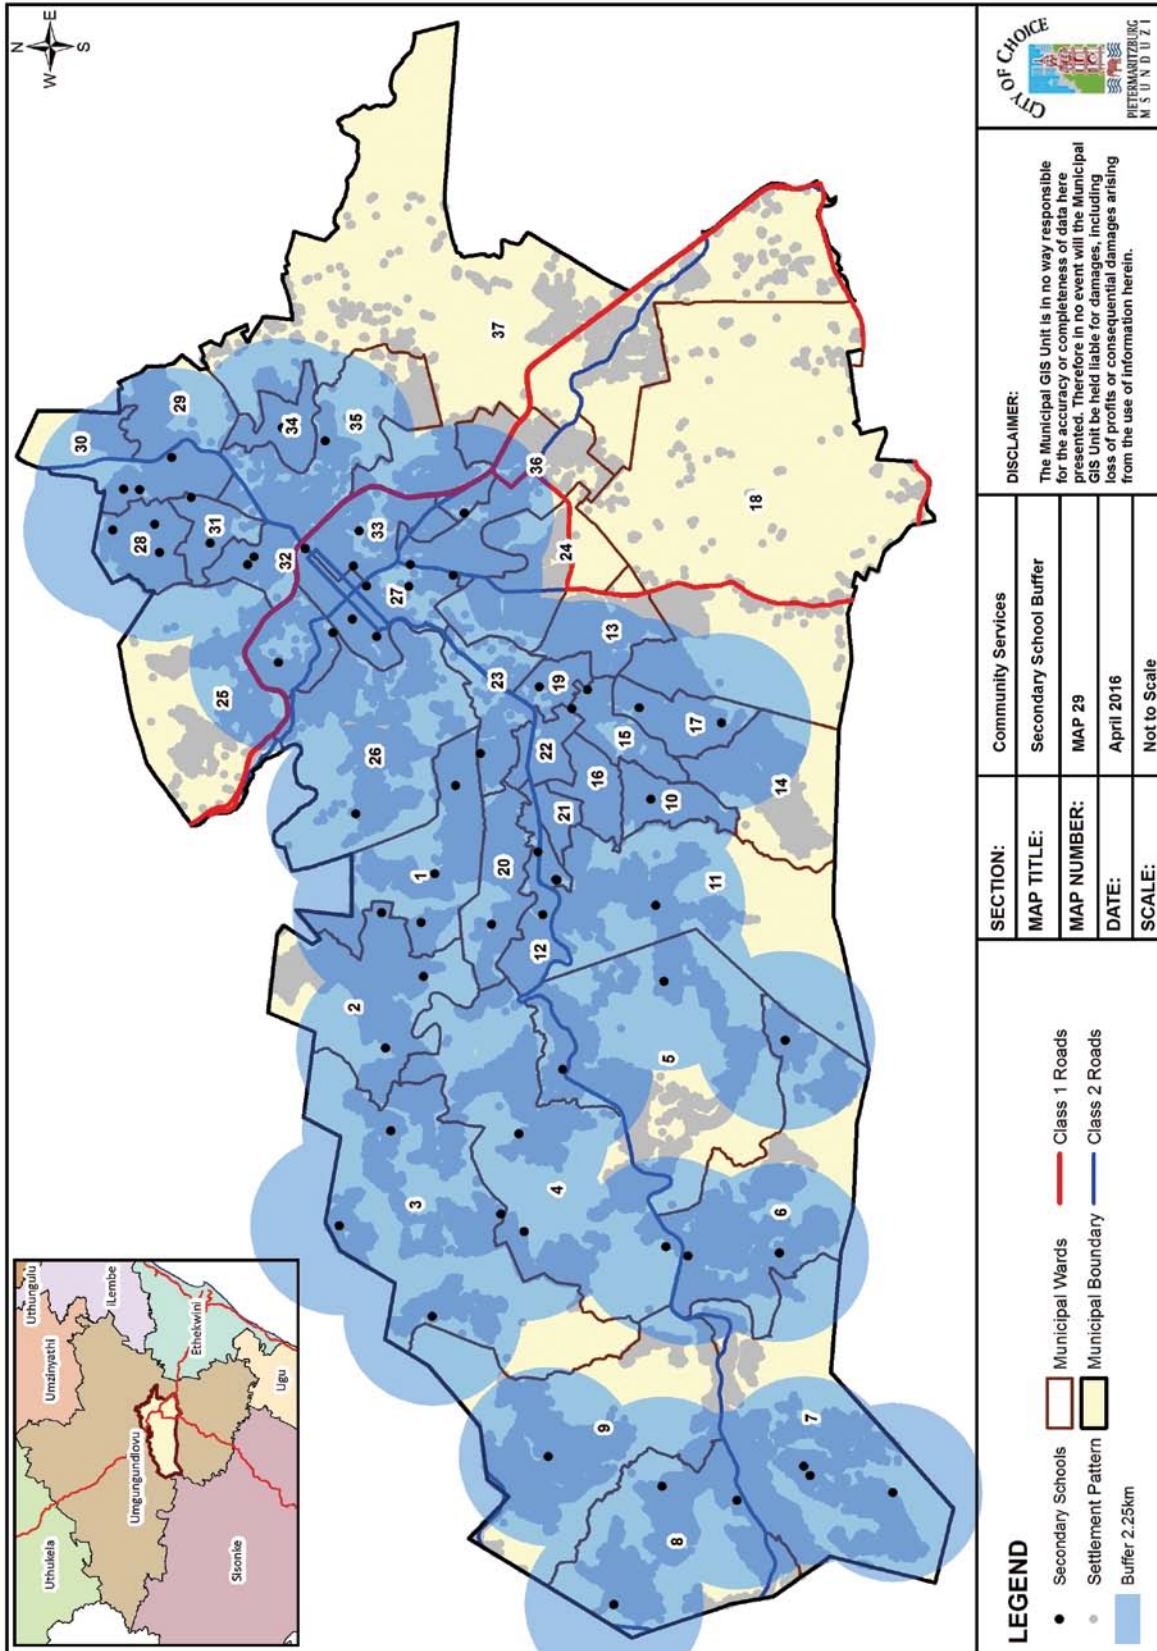 N
E
S
W
Uthungulu
iLembe
Umzinyathi
Ethekwini
Ugu
Umgungundlovu
Uthukela
Sisonke
30
29
28
31
34
35
32
33
25
27
37
36
24
18
26
23
13
19
22
15
17
16
21
10
14
1
20
12
11
2
5
3
4
6
9
8
7
LEGEND
Secondary Schools
Settlement Pattern
Buffer 2.25km
Municipal Wards
Municipal Boundary
Class 1 Roads
Class 2 Roads
SECTION: Community Services
MAP TITLE: Secondary School Buffer
MAP NUMBER: MAP 29
DATE: April 2016
SCALE: Not to Scale
DISCLAIMER:
The Municipal GIS Unit is in no way responsible
for the accuracy or completeness of data here
presented. Therefore in no event will the Municipal
GIS Unit be held liable for damages, including
loss of profits or consequential damages arising
from the use of information herein.
CITY OF CHOICE
PIETERMARITZBURG
MSUNDUZI